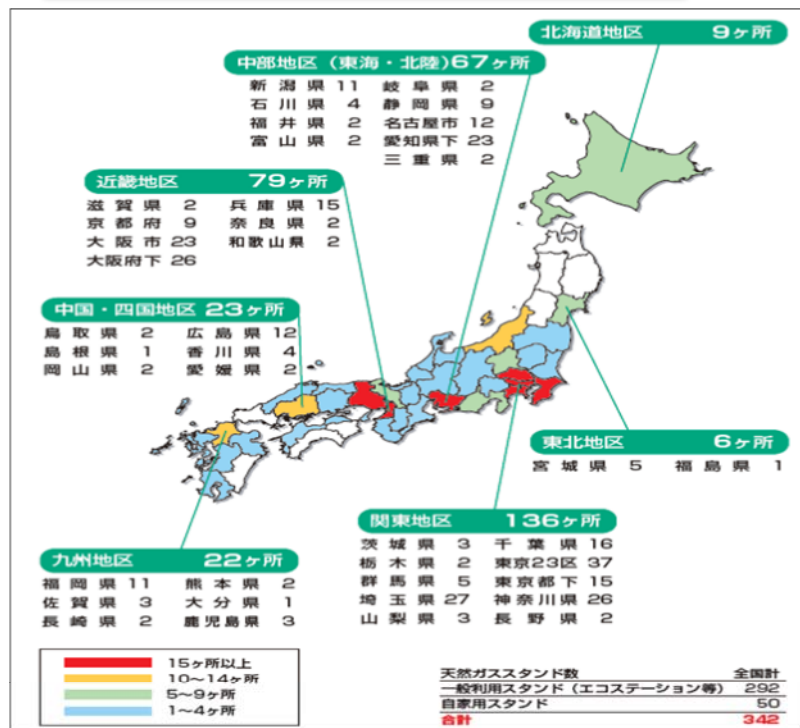 北海道地区 9ヶ所
中部地区（東海・北陸）67ヶ所
新潟県 11 岐阜県 2
石川県 4 静岡県 9
福井県 2 名古屋市 12
富山県 2 愛知県下 23
三重県 2
近畿地区 79ヶ所
滋賀県 2 兵庫県 15
京都府 9 奈良県 2
大阪市 23 和歌山県 2
大阪府下 26
中国・四国地区 23ヶ所
鳥取県 2 広島県 12
島根県 1 香川県 4
岡山県 2 愛媛県 2
東北地区 6ヶ所
宮城県 5 福島県 1
関東地区 136ヶ所
茨城県 3 千葉県 16
栃木県 2 東京23区 37
群馬県 5 東京都下 15
埼玉県 27 神奈川県 26
山梨県 3 長野県 2
九州地区 22ヶ所
福岡県 11 熊本県 2
佐賀県 3 大分県 1
長崎県 2 鹿児島県 3
15ヶ所以上
10〜14ヶ所
5〜9ヶ所
1〜4ヶ所
天然ガススタンド数 全国計
一般利用スタンド（エコステーション等） 292
自家用スタンド 50
合計 342